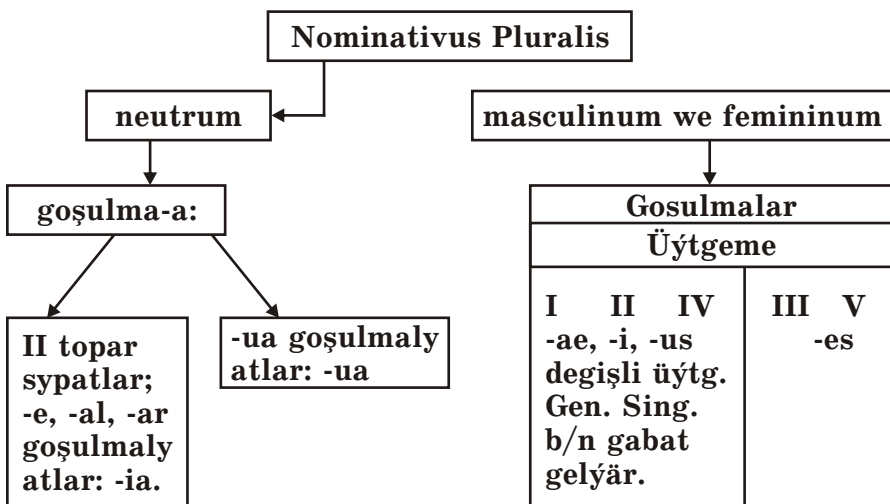 Nominativus Pluralis
neutrum
masculinum we femininum
goşulma-a:
Gosulmalar
Üýtgeme
II topar
sypatlar;
-e, -al, -ar
goşulmaly
atlar: -ia.
-ua goşulmaly
atlar: -ua
I II IV
-ae, -i, -us
degişli üýtg.
Gen. Sing.
b/n gabat
gelýär.
III V
-es